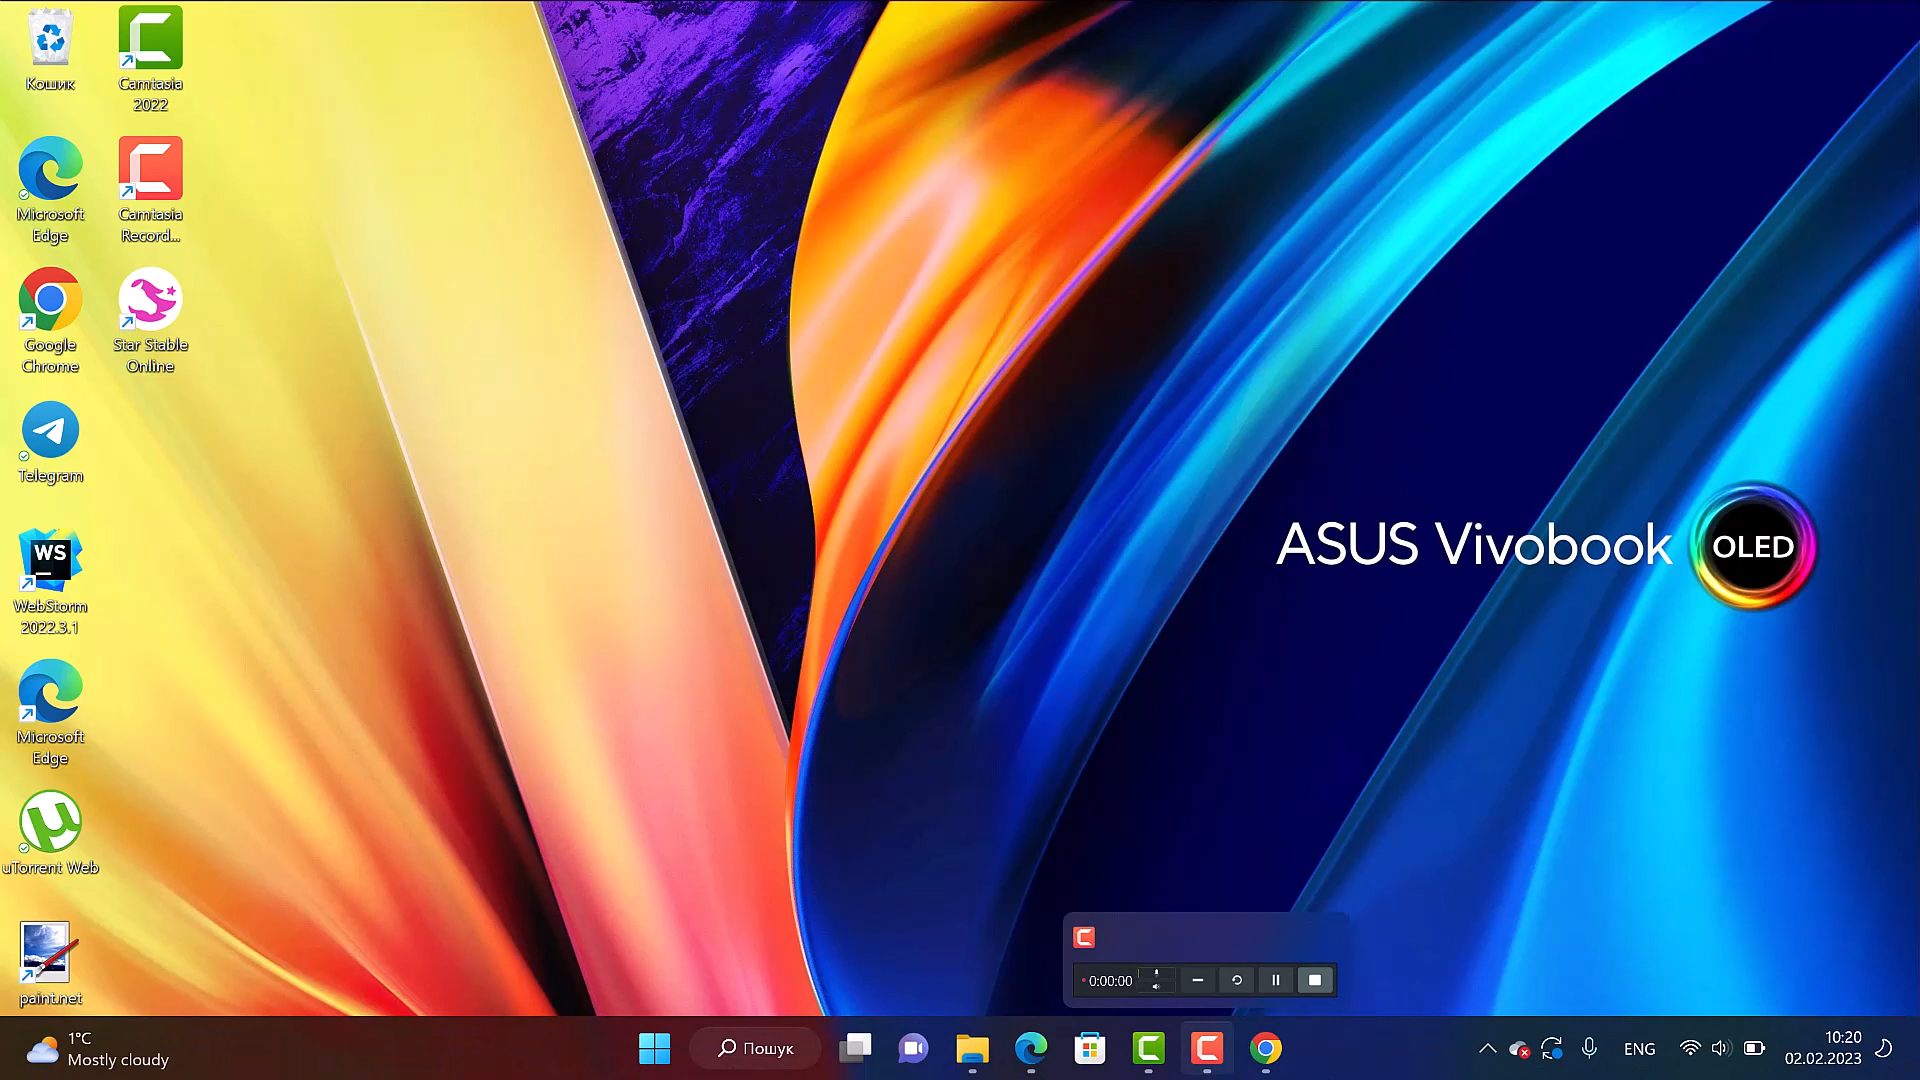 Кошик
Camtasia
2022
Microsoft
Edge
Camtasia
Record...
Google
Chrome
Star Stable
Online
Telegram
WS
WebStorm
2022.3.1
Microsoft
Edge
uTorrent Web
paint.net
ASUS Vivobook OLED
0:00:00
1°C
Mostly cloudy
Пошук
ENG
10:20
02.02.2023